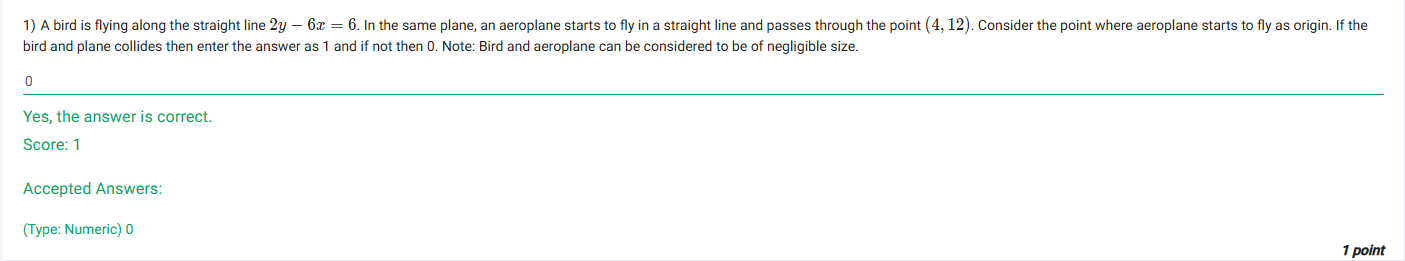 1) A bird is flying along the straight line 2y − 6x = 6. In the same plane, an aeroplane starts to fly in a straight line and passes through the point (4, 12). Consider the point where aeroplane starts to fly as origin. If the
bird and plane collides then enter the answer as 1 and if not then 0. Note: Bird and aeroplane can be considered to be of negligible size.
0
Yes, the answer is correct.
Score: 1
Accepted Answers:
(Type: Numeric) 0
1 point